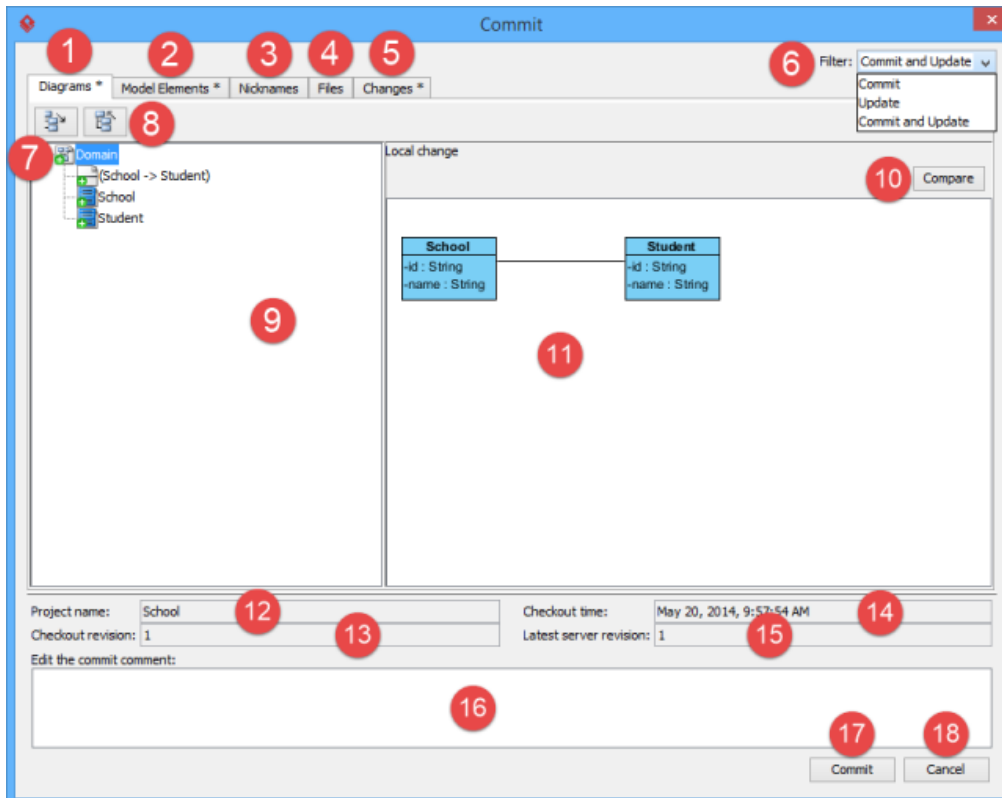 Commit
1
2
3
4
5
6
Filter: Commit and Update
Diagrams *
Model Elements *
Nicknames
Files
Changes *
Commit
Update
Commit and Update
8
7
Domain
(School -> Student)
School
Student
9
Local change
10
Compare
School
-id : String
-name : String
Student
-id : String
-name : String
11
Project name: School
12
Checkout time: May 20, 2014, 9:57:54 AM
14
Checkout revision: 1
13
Latest server revision: 1
15
Edit the commit comment:
16
17
18
Commit
Cancel